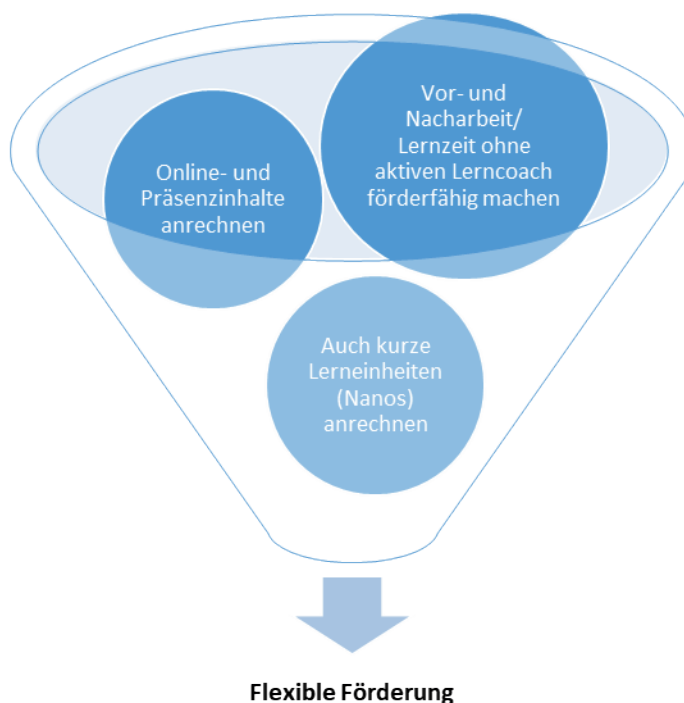 Vor- und
Nacharbeit/
Lernzeit ohne
aktiven Lerncoach
förderfähig machen
Online- und
Präsenzinhalte
anrechnen
Auch kurze
Lerneinheiten
(Nanos)
anrechnen
Flexible Förderung